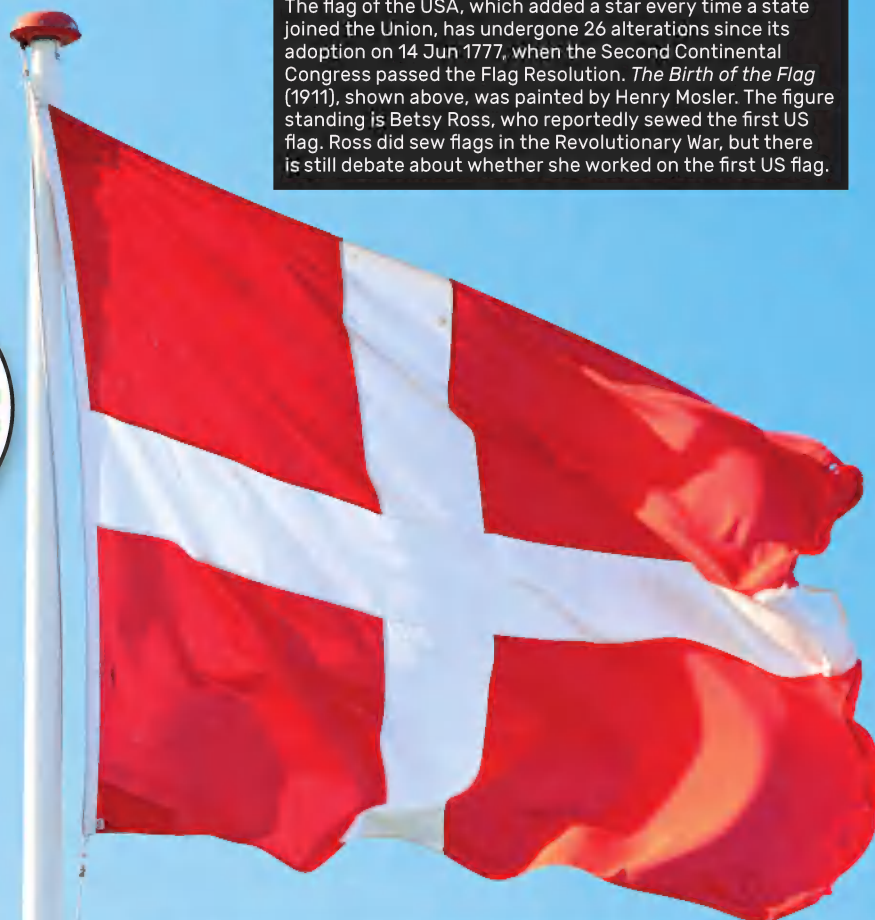 The flag of the USA, which added a star every time a state
joined the Union, has undergone 26 alterations since its
adoption on 14 Jun 1777, when the Second Continental
Congress passed the Flag Resolution. The Birth of the Flag
(1911), shown above, was painted by Henry Mosler. The figure
standing is Betsy Ross, who reportedly sewed the first US
flag. Ross did sew flags in the Revolutionary War, but there
is still debate about whether she worked on the first US flag.